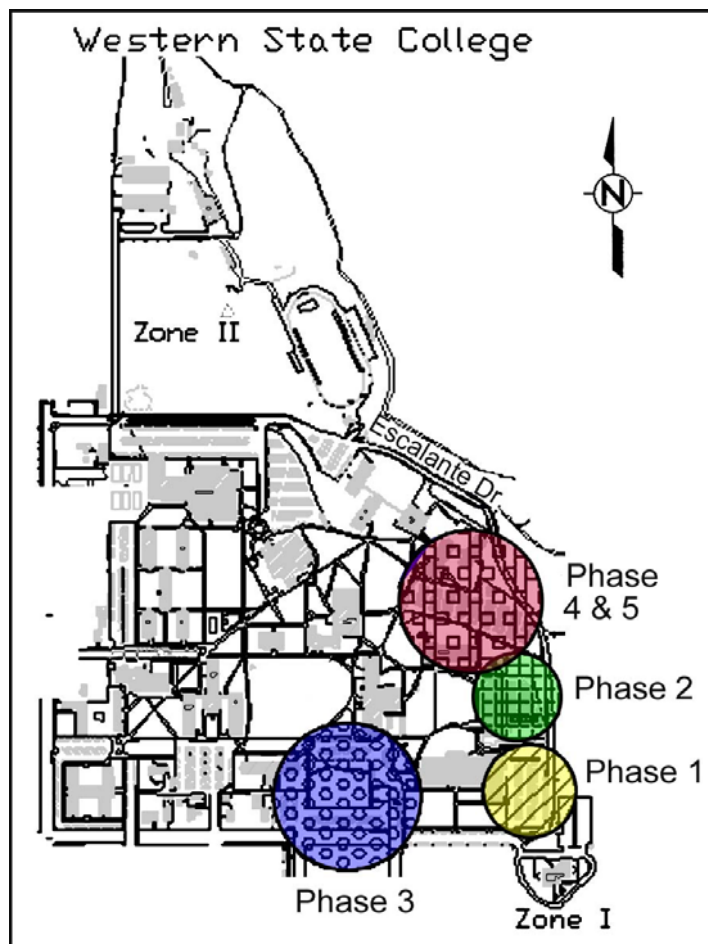 Western State College
N
Zone II
Escalante Dr
Phase
4 & 5
Phase 2
Phase 1
Phase 3
Zone I